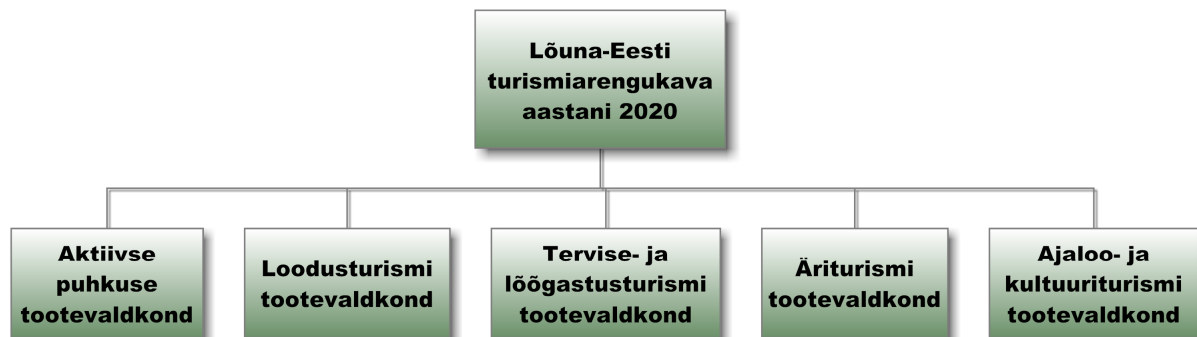 Lõuna-Eesti
turismiarengukava
aastani 2020
Aktiivse
puhkuse
tootevaldkond
Loodusturismi
tootevaldkond
Tervise- ja
lõõgastusturismi
tootevaldkond
Äriturismi
tootevaldkond
Ajaloo- ja
kultuuriturismi
tootevaldkond